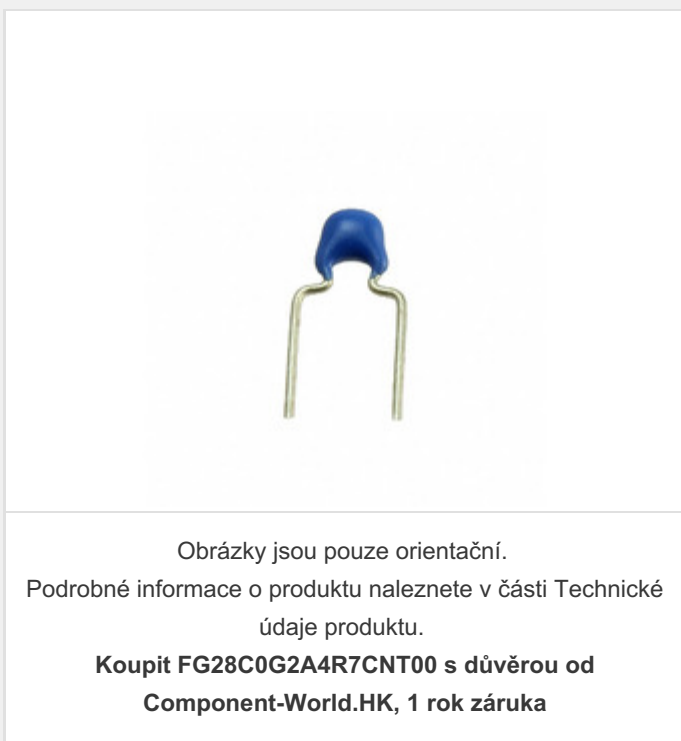 Obrázky jsou pouze orientační.
Podrobné informace o produktu naleznete v části Technické
údaje produktu.
Koupit FG28C0G2A4R7CNT00 s důvěrou od
Component-World.HK, 1 rok záruka